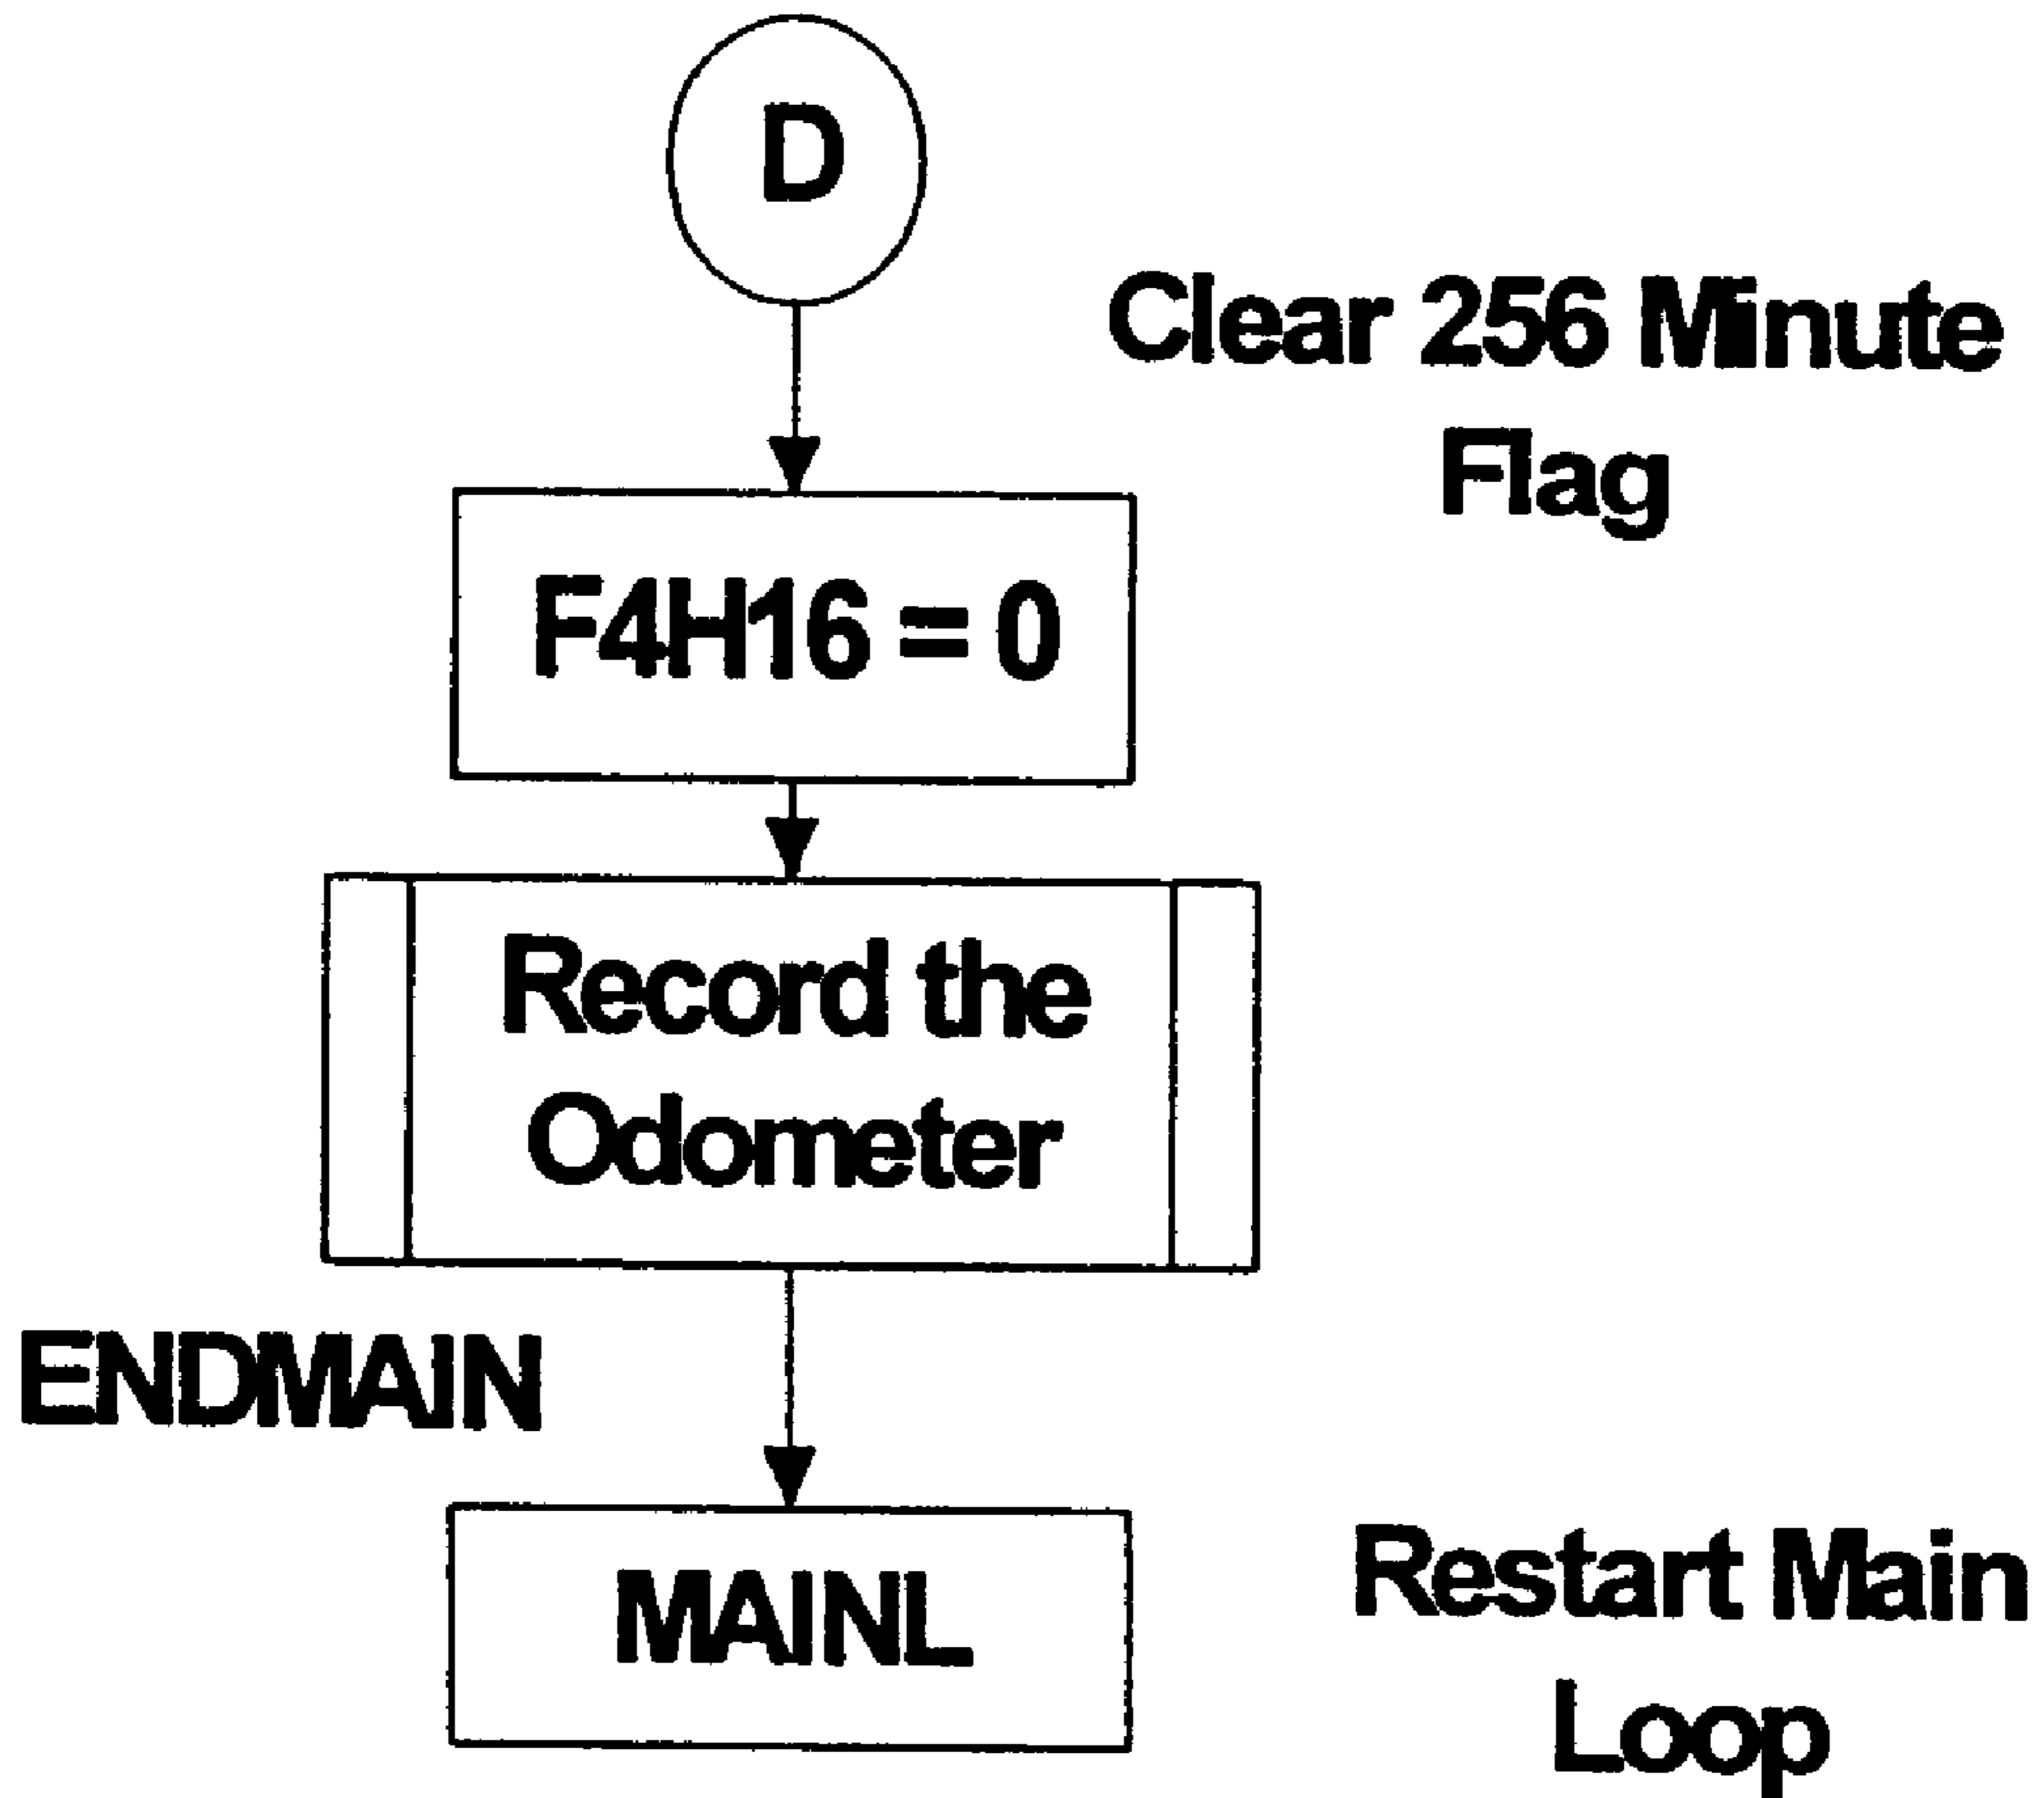 D
Clear 256 Minute
Flag
F4H16 = 0
Record the
Odometer
ENDMAIN
MAINL
Restart Main
Loop